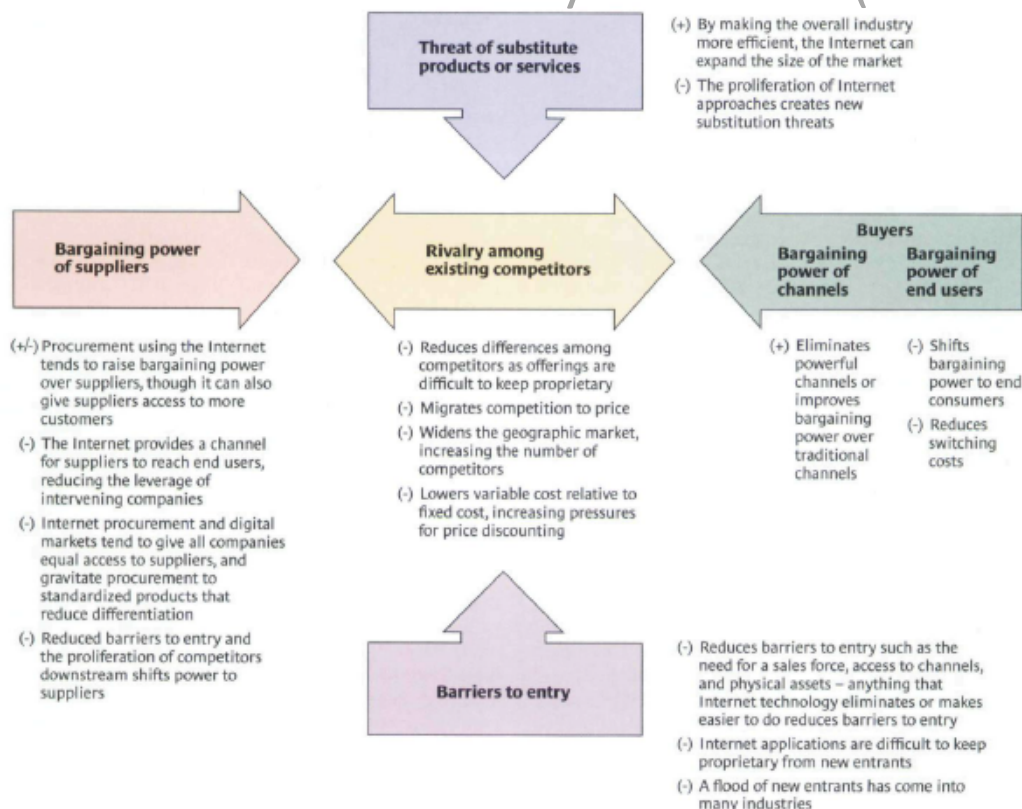 Threat of substitute
products or services
(+) By making the overall industry
more efficient, the Internet can
expand the size of the market
(-) The proliferation of Internet
approaches creates new
substitution threats
Bargaining power
of suppliers
(+/-) Procurement using the Internet
tends to raise bargaining power
over suppliers, though it can also
give suppliers access to more
customers
(-) The Internet provides a channel
for suppliers to reach end users,
reducing the leverage of
intervening companies
(-) Internet procurement and digital
markets tend to give all companies
equal access to suppliers, and
gravitate procurement to
standardized products that
reduce differentiation
(-) Reduced barriers to entry and
the proliferation of competitors
downstream shifts power to
suppliers
Rivalry among
existing competitors
(-) Reduces differences among
competitors as offerings are
difficult to keep proprietary
(-) Migrates competition to price
(-) Widens the geographic market,
increasing the number of
competitors
(-) Lowers variable cost relative to
fixed cost, increasing pressures
for price discounting
Buyers
Bargaining
power of
channels
Bargaining
power of
end users
(+) Eliminates
powerful
channels or
improves
bargaining
power over
traditional
channels
(-) Shifts
bargaining
power to end
consumers
(-) Reduces
switching
costs
Barriers to entry
(-) Reduces barriers to entry such as the
need for a sales force, access to channels,
and physical assets – anything that
Internet technology eliminates or makes
easier to do reduces barriers to entry
(-) Internet applications are difficult to keep
proprietary from new entrants
(-) A flood of new entrants has come into
many industries